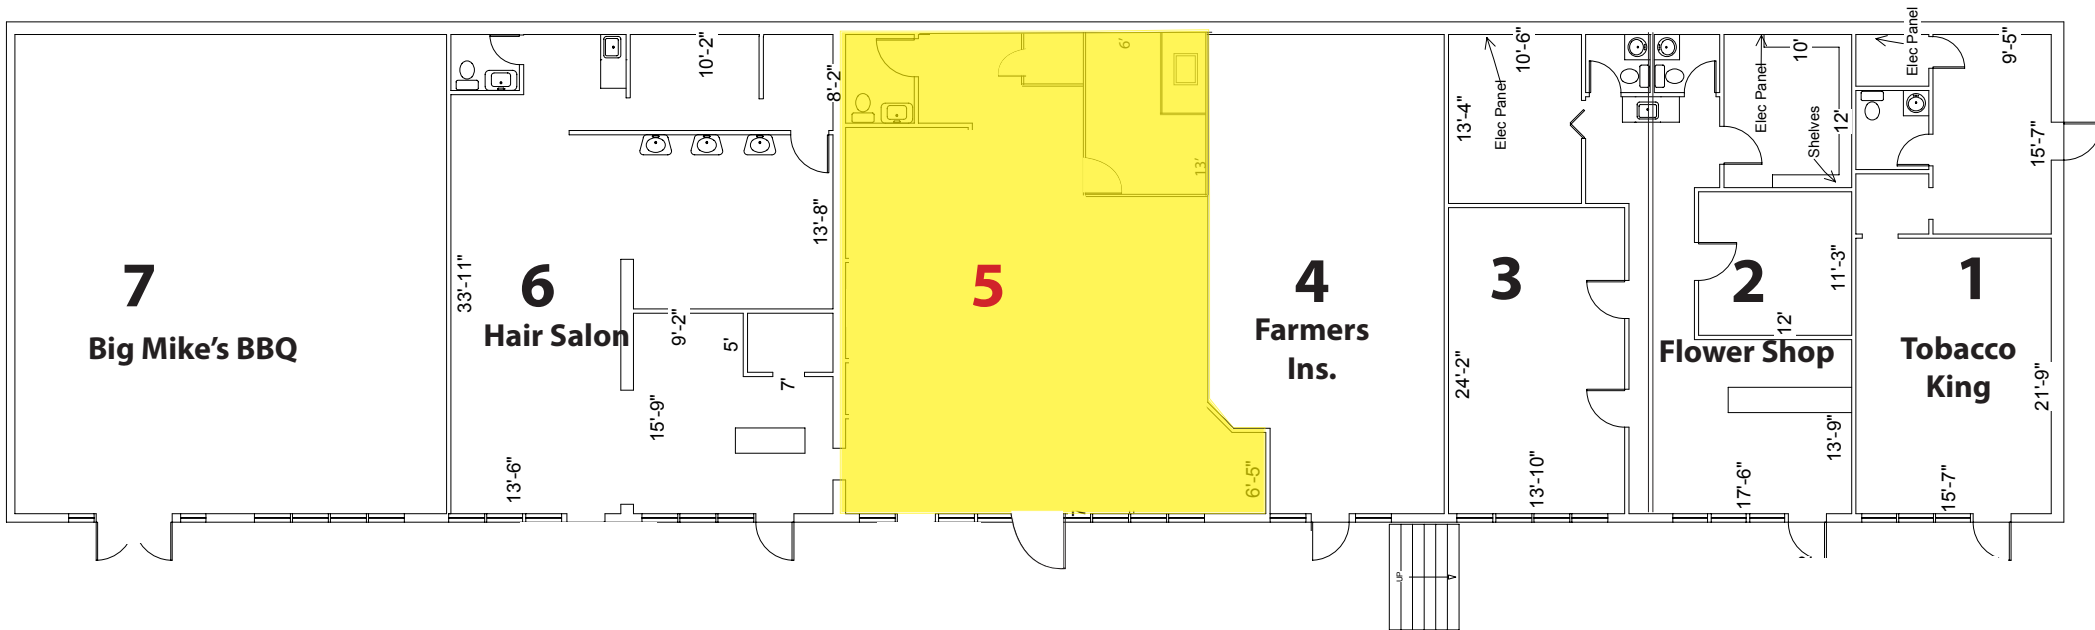 7
Big Mike's BBQ
33'-11"
13'-6"
6
Hair Salon
10'-2"
8'-2"
13'-8"
9'-2"
5'
7'
15'-9"
5
6'
13'
6'-5"
4
Farmers
Ins.
UP
10'-6"
Elec Panel
13'-4"
3
24'-2"
13'-10"
10'
Elec Panel
12'
Shelves
2
11'-3"
12'
Flower Shop
13'-9"
17'-6"
Elec Panel
9'-5"
15'-7"
1
Tobacco
King
21'-9"
15'-7"